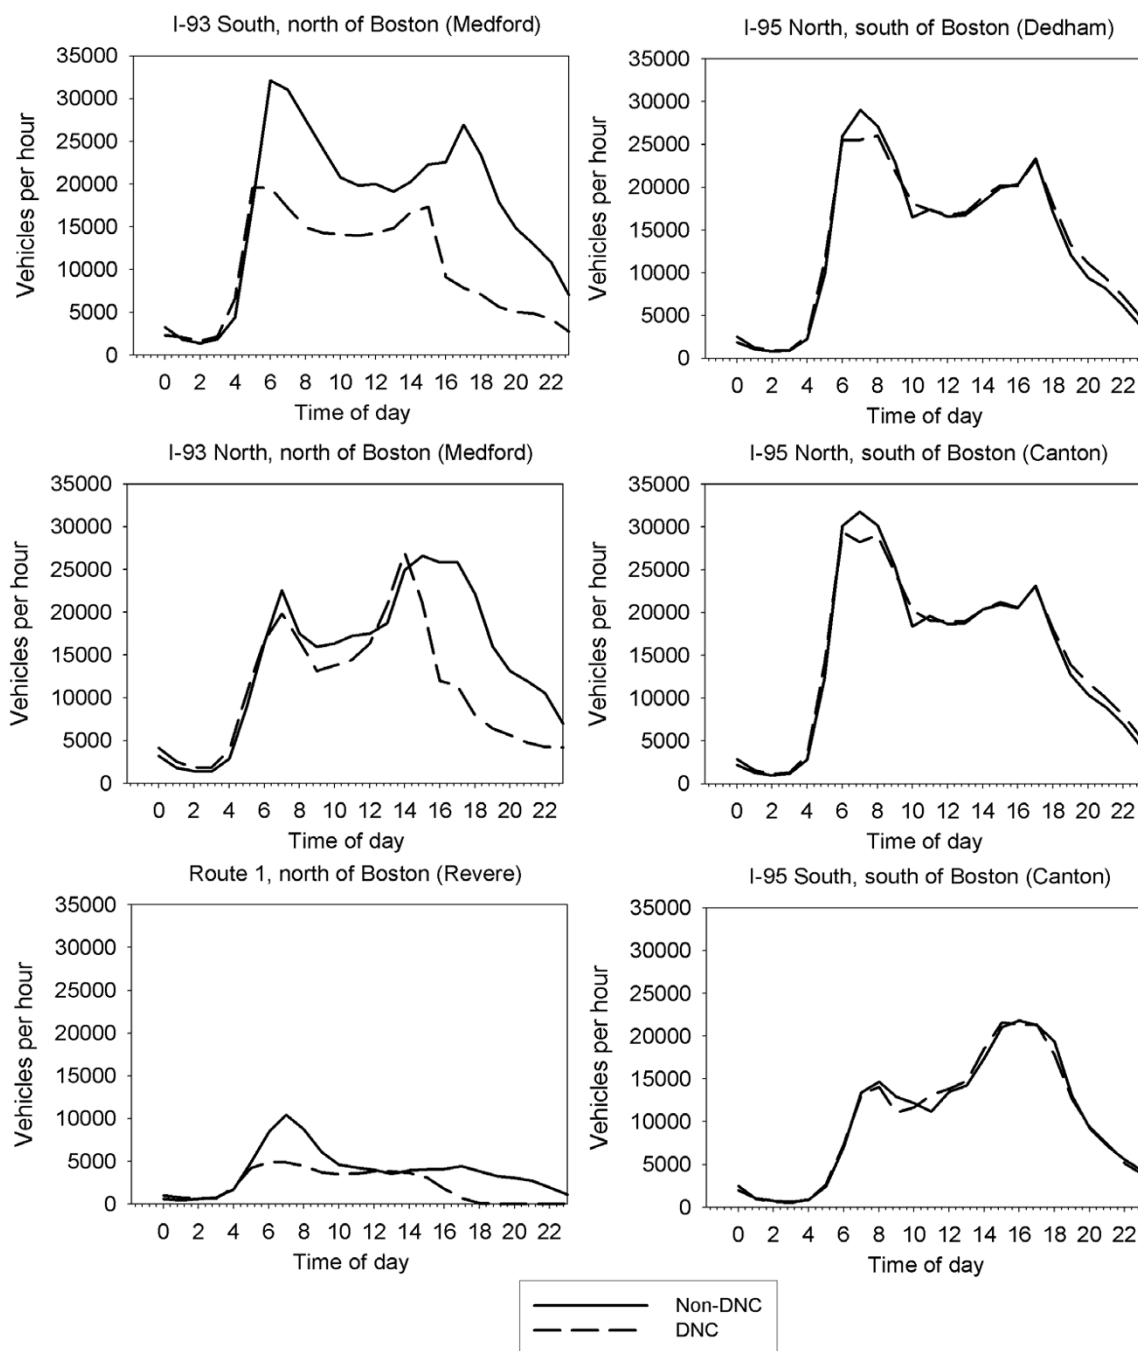 I-93 South, north of Boston (Medford)
35000
30000
25000
20000
15000
10000
5000
0
Vehicles per hour
0 2 4 6 8 10 12 14 16 18 20 22
Time of day
I-95 North, south of Boston (Dedham)
35000
30000
25000
20000
15000
10000
5000
0
Vehicles per hour
0 2 4 6 8 10 12 14 16 18 20 22
Time of day
I-93 North, north of Boston (Medford)
35000
30000
25000
20000
15000
10000
5000
0
Vehicles per hour
0 2 4 6 8 10 12 14 16 18 20 22
Time of day
I-95 North, south of Boston (Canton)
35000
30000
25000
20000
15000
10000
5000
0
Vehicles per hour
0 2 4 6 8 10 12 14 16 18 20 22
Time of day
Route 1, north of Boston (Revere)
35000
30000
25000
20000
15000
10000
5000
0
Vehicles per hour
0 2 4 6 8 10 12 14 16 18 20 22
Time of day
I-95 South, south of Boston (Canton)
35000
30000
25000
20000
15000
10000
5000
0
Vehicles per hour
0 2 4 6 8 10 12 14 16 18 20 22
Time of day
Non-DNC
DNC